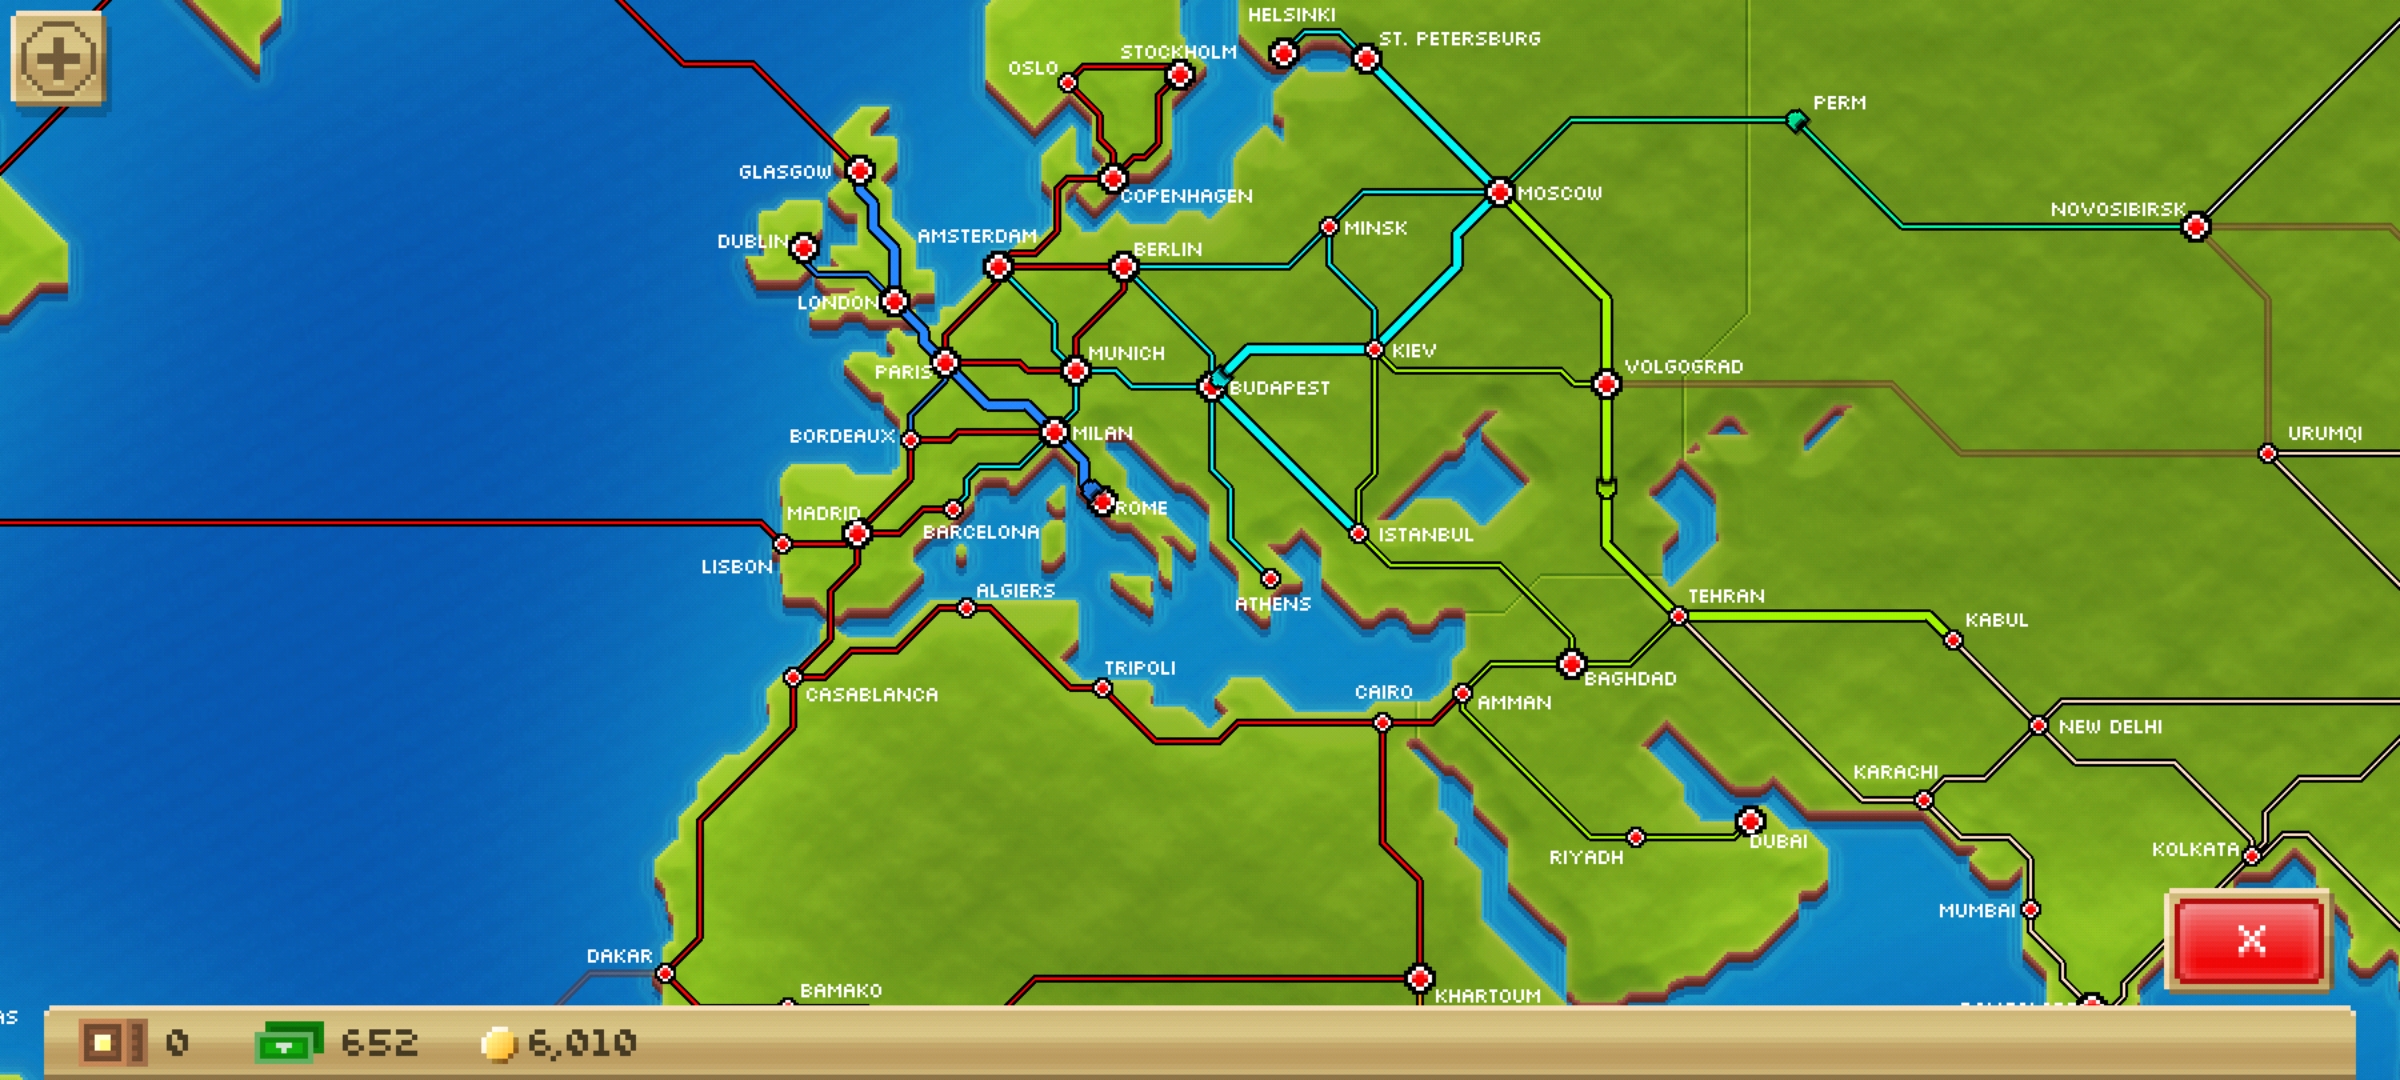 HELSINKI
ST. PETERSBURG
STOCKHOLM
OSLO
PERM
GLASGOW
COPENHAGEN
MOSCOW
NOVOSIBIRSK
MINSK
DUBLIN
AMSTERDAM
BERLIN
LONDON
MUNICH
KIEV
VOLGOGRAD
PARIS
BUDAPEST
BORDEAUX
MILAN
URUMQI
MADRID
ROME
BARCELONA
ISTANBUL
LISBON
ALGIERS
ATHENS
TEHRAN
KABUL
TRIPOLI
CASABLANCA
CAIRO
AMMAN
BAGHDAD
NEW DELHI
KARACHI
DUBAI
RIYADH
KOLKATA
MUMBAI
DAKAR
BAMAKO
KHARTOUM
AS
0 652 6,010